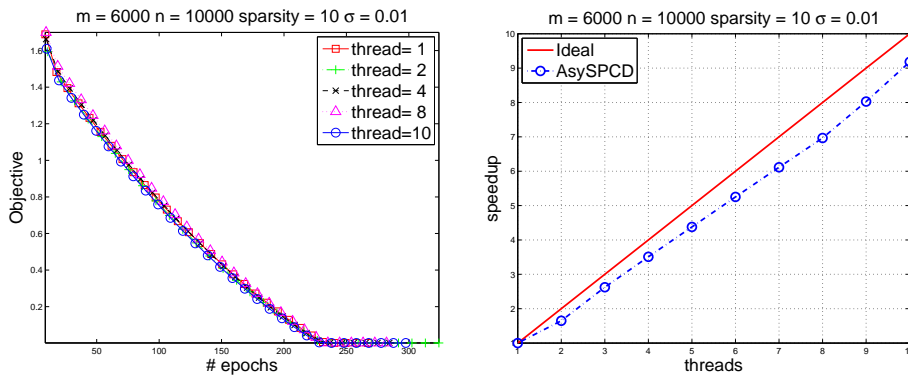 m = 6000 n = 10000 sparsity = 10 σ = 0.01
1.6
1.4
1.2
1
0.8
0.6
0.4
0.2
Objective
50 100 150 200 250 300
# epochs
thread= 1
thread= 2
thread= 4
thread= 8
thread=10
m = 6000 n = 10000 sparsity = 10 σ = 0.01
10
9
8
7
6
5
4
3
2
1
speedup
1 2 3 4 5 6 7 8 9 1
threads
Ideal
AsySPCD